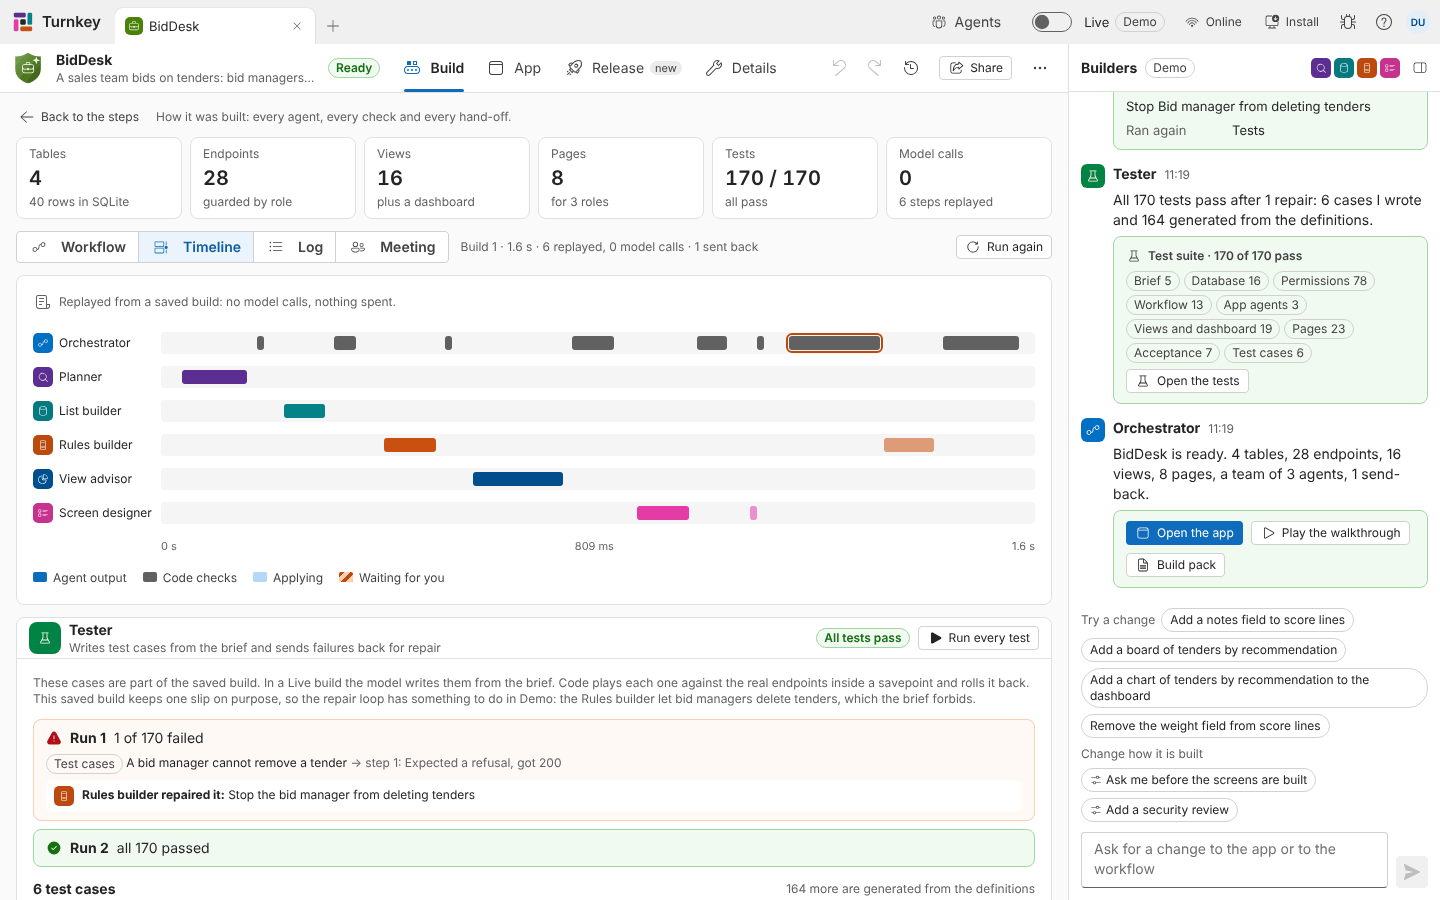 Turnkey
BidDesk
Agents
Live
Demo
Online
Install
DU
BidDesk
A sales team bids on tenders: bid managers...
Ready
Build
App
Release
new
Details
Share
Back to the steps
How it was built: every agent, every check and every hand-off.
Tables
4
40 rows in SQLite
Endpoints
28
guarded by role
Views
16
plus a dashboard
Pages
8
for 3 roles
Tests
170 / 170
all pass
Model calls
0
6 steps replayed
Workflow
Timeline
Log
Meeting
Build 1 · 1.6 s · 6 replayed, 0 model calls · 1 sent back
Run again
Replayed from a saved build: no model calls, nothing spent.
Orchestrator
Planner
List builder
Rules builder
View advisor
Screen designer
0 s
809 ms
1.6 s
Agent output
Code checks
Applying
Waiting for you
Tester
Writes test cases from the brief and sends failures back for repair
All tests pass
Run every test
These cases are part of the saved build. In a Live build the model writes them from the brief. Code plays each one against the real endpoints inside a savepoint and rolls it back.
This saved build keeps one slip on purpose, so the repair loop has something to do in Demo: the Rules builder let bid managers delete tenders, which the brief forbids.
Run 1 1 of 170 failed
Test cases A bid manager cannot remove a tender → step 1: Expected a refusal, got 200
Rules builder repaired it: Stop the bid manager from deleting tenders
Run 2 all 170 passed
6 test cases
164 more are generated from the definitions
Builders
Demo
Stop Bid manager from deleting tenders
Ran again Tests
Tester 11:19
All 170 tests pass after 1 repair: 6 cases I wrote
and 164 generated from the definitions.
Test suite · 170 of 170 pass
Brief 5
Database 16
Permissions 78
Workflow 13
App agents 3
Views and dashboard 19
Pages 23
Acceptance 7
Test cases 6
Open the tests
Orchestrator 11:19
BidDesk is ready. 4 tables, 28 endpoints, 16
views, 8 pages, a team of 3 agents, 1 send-
back.
Open the app
Play the walkthrough
Build pack
Try a change
Add a notes field to score lines
Add a board of tenders by recommendation
Add a chart of tenders by recommendation to the
dashboard
Remove the weight field from score lines
Change how it is built
Ask me before the screens are built
Add a security review
Ask for a change to the app or to the
workflow